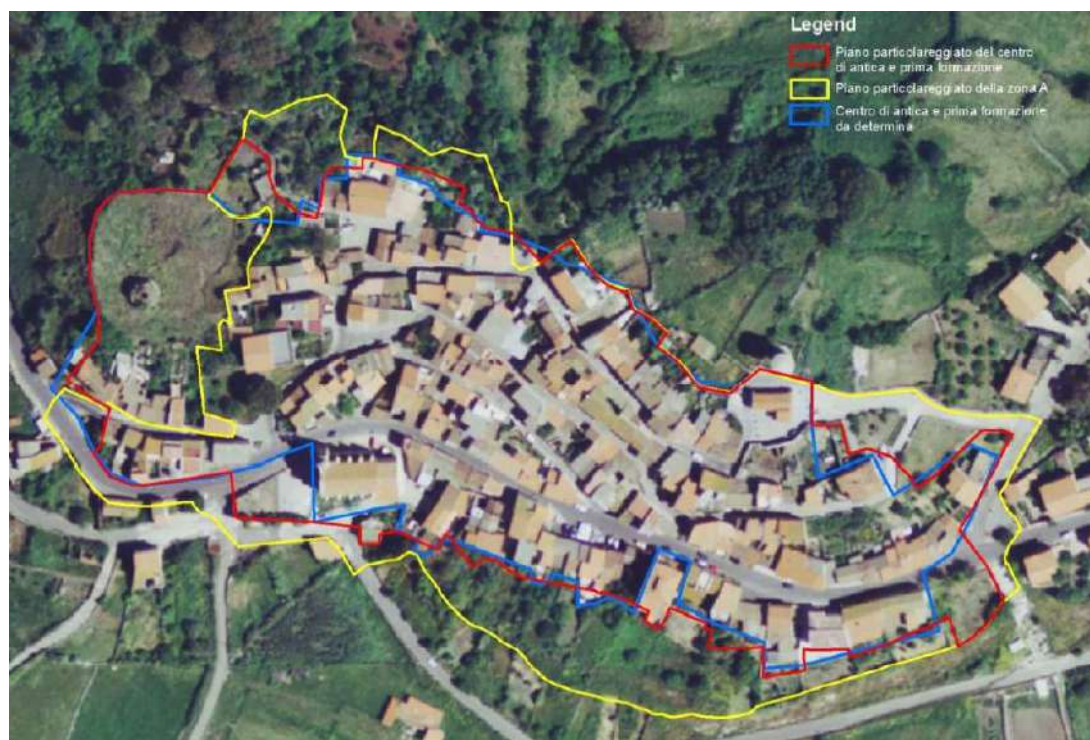 Legend
Piano particolareggiato del centro
di antica e prima formazione
Piano particolareggiato della zona A
Centro di antica e prima formazione
da determina